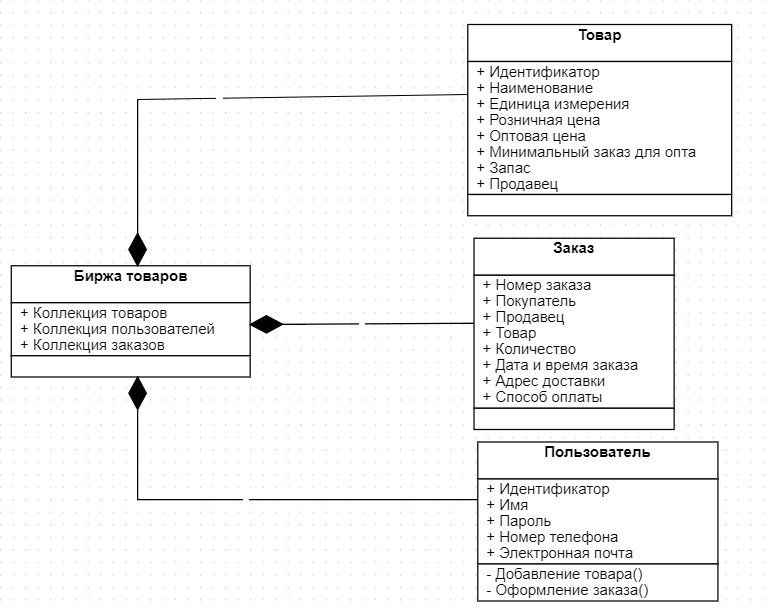 Товар
+ Идентификатор
+ Наименование
+ Единица измерения
+ Розничная цена
+ Оптовая цена
+ Минимальный заказ для опта
+ Запас
+ Продавец
Биржа товаров
+ Коллекция товаров
+ Коллекция пользователей
+ Коллекция заказов
Заказ
+ Номер заказа
+ Покупатель
+ Продавец
+ Товар
+ Количество
+ Дата и время заказа
+ Адрес доставки
+ Способ оплаты
Пользователь
+ Идентификатор
+ Имя
+ Пароль
+ Номер телефона
+ Электронная почта
- Добавление товара()
- Оформление заказа()